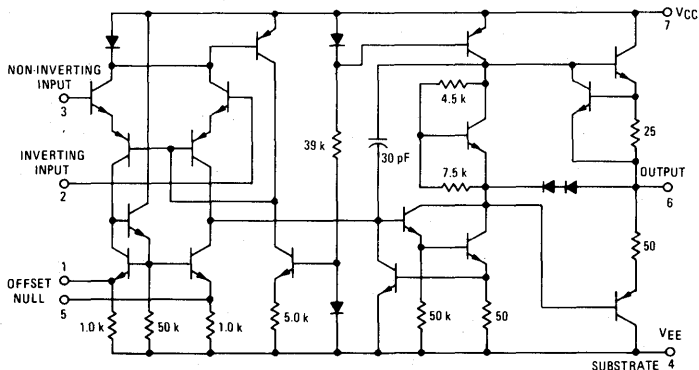 VCC
7
NON-INVERTING
INPUT
3
4.5 k
25
39 k
30 pF
INVERTING
INPUT
2
7.5 k
OUTPUT
6
50
1
OFFSET
NULL
5
1.0 k
50 k
1.0 k
5.0 k
50 k
50
VEE
4
SUBSTRATE